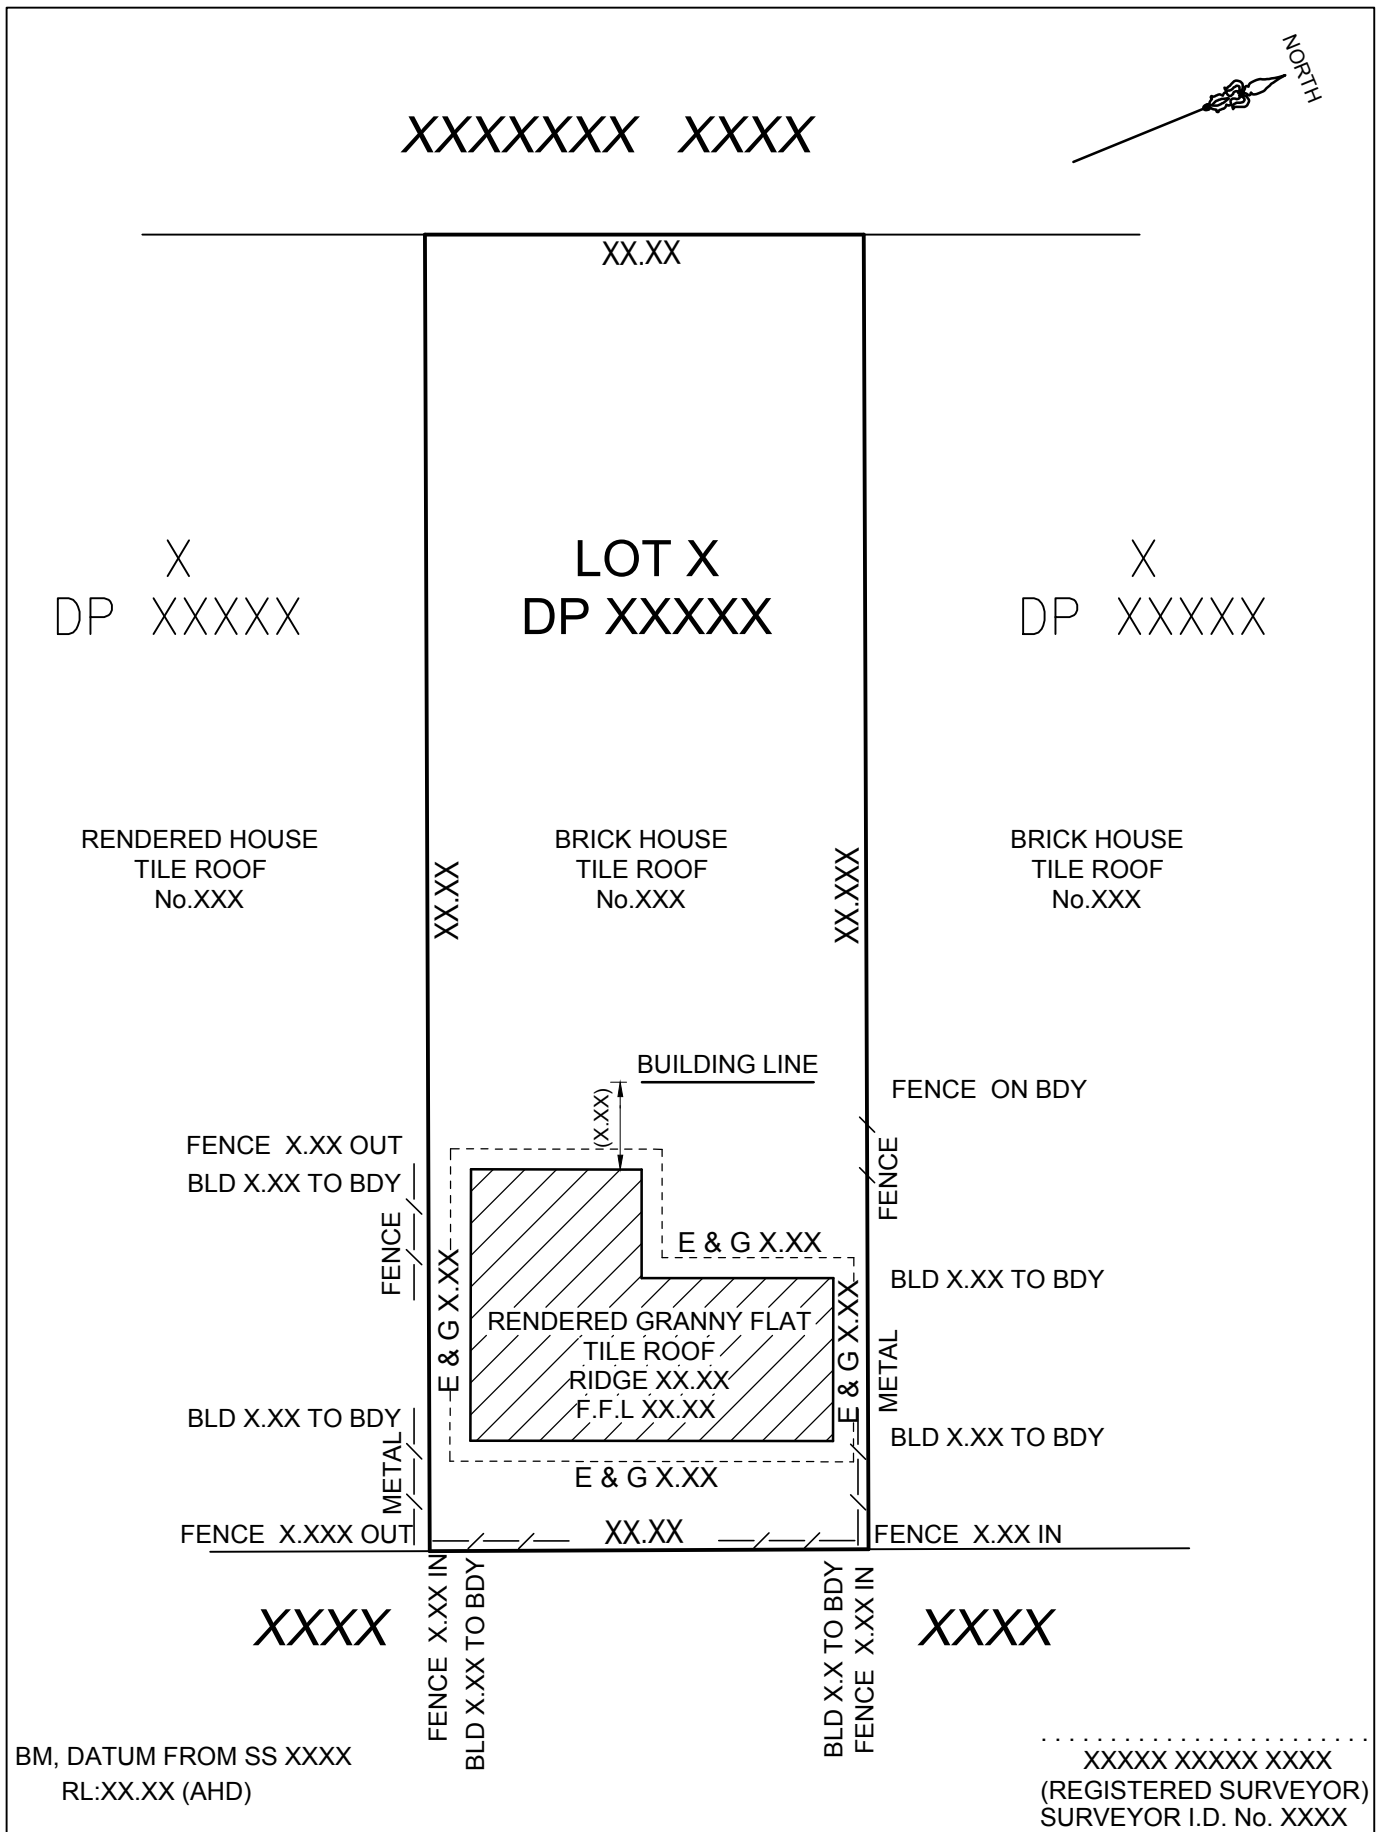 NORTH
XXXXXXX XXXX
XX.XX
X
DP XXXXX
LOT X
DP XXXXX
X
DP XXXXX
RENDERED HOUSE
TILE ROOF
No.XXX
BRICK HOUSE
TILE ROOF
No.XXX
BRICK HOUSE
TILE ROOF
No.XXX
XX.XX
XX.XXX
BUILDING LINE
(X.XX)
FENCE ON BDY
FENCE X.XX OUT
BLD X.XX TO BDY
FENCE
FENCE
E & G X.XX
E & G X.XX
E & G X.XX
BLD X.XX TO BDY
RENDERED GRANNY FLAT
TILE ROOF
RIDGE XX.XX
F.F.L XX.XX
METAL
BLD X.XX TO BDY
METAL
BLD X.XX TO BDY
E & G X.XX
FENCE X.XXX OUT
XX.XX
FENCE X.XX IN
FENCE X.XX IN
BLD X.XX TO BDY
BLD X.X TO BDY
FENCE X.XX IN
XXXX
XXXX
BM, DATUM FROM SS XXXX
RL:XX.XX (AHD)
. . . . . . . . . . . . . . . . . . . . . . . .
XXXXX XXXXX XXXX
(REGISTERED SURVEYOR)
SURVEYOR I.D. No. XXXX